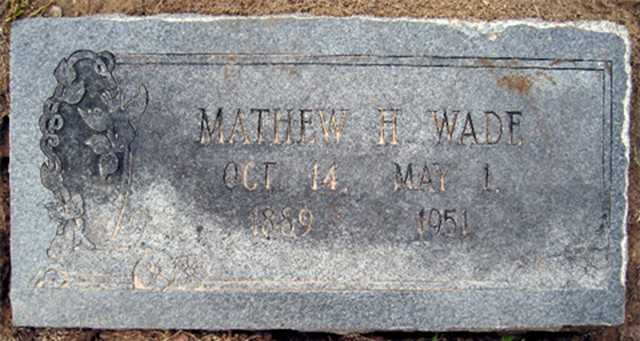 MATHEW H. WADE
OCT. 14, MAY 1,
1889 1951